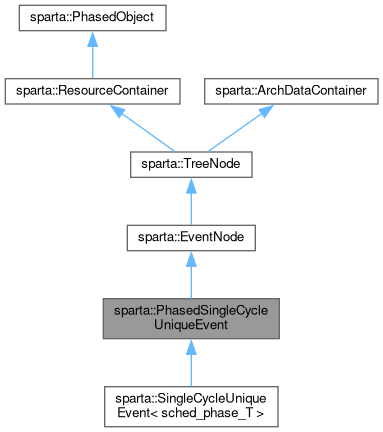 sparta::PhasedObject
sparta::ResourceContainer
sparta::ArchDataContainer
sparta::TreeNode
sparta::EventNode
sparta::PhasedSingleCycle
UniqueEvent
sparta::SingleCycleUnique
Event< sched_phase_T >